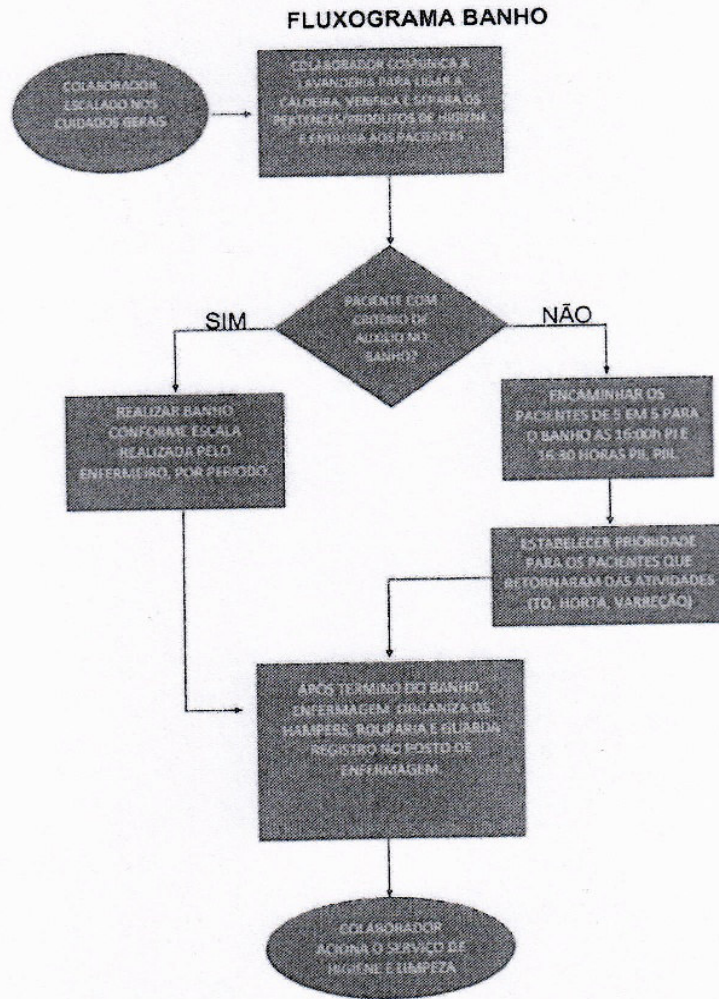 FLUXOGRAMA BANHO
COLABORADOR
ESCALADO NOS
CUIDADOS GERAIS
COLABORADOR COMUNICA A
LAVANDERIA PARA LIGAR A
CALDEIRA, VERIFICA E SEPARA OS
PERTENCES/PRODUTOS DE HIGIENE
E ENTREGA AOS PACIENTES
PACIENTE COM
CRITÉRIO DE
AUXILIO NO
BANHO?
SIM
NÃO
REALIZAR BANHO
CONFORME ESCALA
REALIZADA PELO
ENFERMEIRO, POR PERIODO.
ENCAMINHAR OS
PACIENTES DE 5 EM 5 PARA
O BANHO AS 16:00h PI E
16:30 HORAS PII, PIII.
ESTABELECER PRIORIDADE
PARA OS PACIENTES QUE
RETORNARAM DAS ATIVIDADES
(TO, HORTA, VARREÇÃO)
APÓS TERMINO DO BANHO,
ENFERMAGEM ORGANIZA OS
HAMPERS, ROUPARIA E GUARDA
REGISTRO NO POSTO DE
ENFERMAGEM.
COLABORADOR
ACIONA O SERVIÇO DE
HIGIENE E LIMPEZA